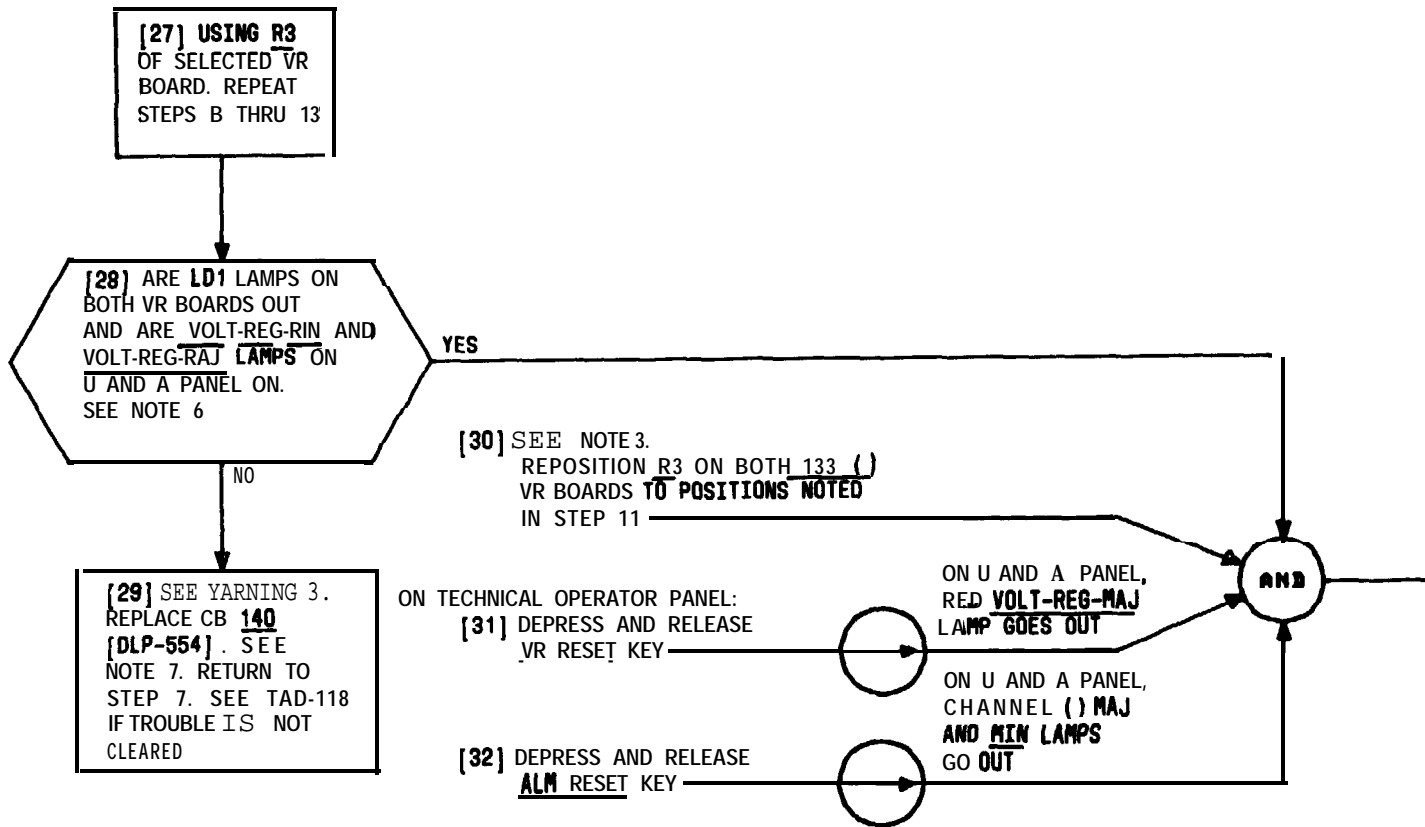 [27] USING R3
OF SELECTED VR
BOARD. REPEAT
STEPS B THRU 13
[28] ARE LD1 LAMPS ON
BOTH VR BOARDS OUT
AND ARE VOLT-REG-RIN AND
VOLT-REG-RAJ LAMPS ON
U AND A PANEL ON.
SEE NOTE 6
YES
NO
[29] SEE YARNING 3.
REPLACE CB 140
[DLP-554]. SEE
NOTE 7. RETURN TO
STEP 7. SEE TAD-118
IF TROUBLE IS NOT
CLEARED
[30] SEE NOTE 3.
REPOSITION R3 ON BOTH 133 ()
VR BOARDS TO POSITIONS NOTED
IN STEP 11
ON TECHNICAL OPERATOR PANEL:
[31] DEPRESS AND RELEASE
VR RESET KEY
ON U AND A PANEL,
RED VOLT-REG-MAJ
LAMP GOES OUT
[32] DEPRESS AND RELEASE
ALM RESET KEY
ON U AND A PANEL,
CHANNEL () MAJ
AND MIN LAMPS
GO OUT
AND